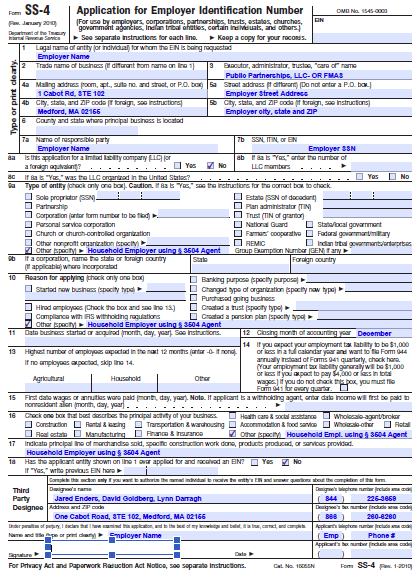 Form SS-4
(Rev. January 2010)
Department of the Treasury
Internal Revenue Service
Application for Employer Identification Number
(For use by employers, corporations, partnerships, trusts, estates, churches,
government agencies, Indian tribal entities, certain individuals, and others.)
► See separate instructions for each line. ► Keep a copy for your records.
OMB No. 1545-0003
EIN
Type or print clearly.
1 Legal name of entity (or individual) for whom the EIN is being requested
Employer Name
2 Trade name of business (if different from name on line 1)
3 Executor, administrator, trustee, "care of" name
Public Partnerships, LLC- OR FMAS
4a Mailing address (room, apt., suite no. and street, or P.O. box)
1 Cabot Rd, STE 102
5a Street address (if different) (Do not enter a P.O. box.)
Employer Street Address
4b City, state, and ZIP code (if foreign, see instructions)
Medford, MA 02155
5b City, state, and ZIP code (if foreign, see instructions)
Employer city, state and ZIP
6 County and state where principal business is located
7a Name of responsible party
Employer Name
7b SSN, ITIN, or EIN
Employer SSN
8a Is this application for a limited liability company (LLC) (or
a foreign equivalent)? Yes No
8b If 8a is "Yes," enter the number of
LLC members ►
8c If 8a is "Yes," was the LLC organized in the United States? Yes No
9a Type of entity (check only one box). Caution. If 8a is "Yes," see the instructions for the correct box to check.
Sole proprietor (SSN)
Estate (SSN of decedent)
Partnership
Plan administrator (TIN)
Corporation (enter form number to be filed) ►
Trust (TIN of grantor)
Personal service corporation
National Guard State/local government
Church or church-controlled organization
Farmers' cooperative Federal government/military
Other nonprofit organization (specify) ►
REMIC Indian tribal governments/enterprises
Other (specify) ► Household Employer using § 3504 Agent
Group Exemption Number (GEN) if any ►
9b If a corporation, name the state or foreign country
(if applicable) where incorporated
State
Foreign country
10 Reason for applying (check only one box)
Banking purpose (specify purpose) ►
Started new business (specify type) ►
Changed type of organization (specify new type) ►
Purchased going business
Hired employees (Check the box and see line 13.)
Created a trust (specify type) ►
Compliance with IRS withholding regulations
Created a pension plan (specify type) ►
Other (specify) ► Household Employer using § 3504 Agent
11 Date business started or acquired (month, day, year). See instructions.
12 Closing month of accounting year December
13 Highest number of employees expected in the next 12 months (enter -0- if none).
If no employees expected, skip line 14.
Agricultural Household Other
14 If you expect your employment tax liability to be $1,000
or less in a full calendar year and want to file Form 944
annually instead of Forms 941 quarterly, check here.
(Your employment tax liability generally will be $1,000
or less if you expect to pay $4,000 or less in total
wages.) If you do not check this box, you must file
Form 941 for every quarter.
15 First date wages or annuities were paid (month, day, year). Note. If applicant is a withholding agent, enter date income will first be paid to
nonresident alien (month, day, year) ►
16 Check one box that best describes the principal activity of your business.
Health care & social assistance Wholesale-agent/broker
Construction Rental & leasing Transportation & warehousing Accommodation & food service Wholesale-other Retail
Real estate Manufacturing Finance & insurance Other (specify) Household Empl. using § 3504 Agent
17 Indicate principal line of merchandise sold, specific construction work done, products produced, or services provided.
Household Employer using § 3504 Agent
18 Has the applicant entity shown on line 1 ever applied for and received an EIN? Yes No
If "Yes," write previous EIN here ►
Third
Party
Designee
Complete this section only if you want to authorize the named individual to receive the entity's EIN and answer questions about the completion of this form.
Designee's name
Jared Enders, David Goldberg, Lynn Darragh
Designee's telephone number (include area code)
( 844 ) 225-3659
Address and ZIP code
One Cabot Road, STE 102, Medford, MA 02155
Designee's fax number (include area code)
( 866 ) 260-6260
Under penalties of perjury, I declare that I have examined this application, and to the best of my knowledge and belief, it is true, correct, and complete.
Applicant's telephone number (include area code)
Name and title (type or print clearly) ► Employer Name
( Emp ) Phone #
Applicant's fax number (include area code)
Signature ► Date ►
( )
For Privacy Act and Paperwork Reduction Act Notice, see separate instructions. Cat. No. 16055N Form SS-4 (Rev. 1-2010)